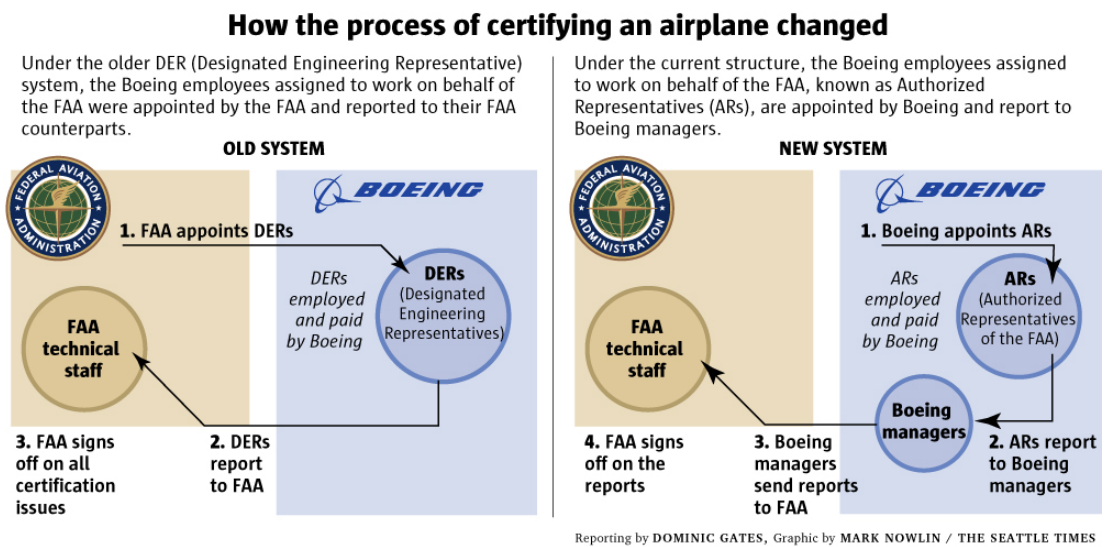 How the process of certifying an airplane changed
Under the older DER (Designated Engineering Representative)
system, the Boeing employees assigned to work on behalf of
the FAA were appointed by the FAA and reported to their FAA
counterparts.
OLD SYSTEM
FEDERAL AVIATION
ADMINISTRATION
BOEING
1. FAA appoints DERs
DERs
employed
and paid
by Boeing
DERs
(Designated
Engineering
Representatives)
FAA
technical
staff
3. FAA signs
off on all
certification
issues
2. DERs
report
to FAA
Under the current structure, the Boeing employees assigned
to work on behalf of the FAA, known as Authorized
Representatives (ARs), are appointed by Boeing and report to
Boeing managers.
NEW SYSTEM
FEDERAL AVIATION
ADMINISTRATION
BOEING
1. Boeing appoints ARs
ARs
employed
and paid
by Boeing
ARs
(Authorized
Representatives
of the FAA)
FAA
technical
staff
Boeing
managers
4. FAA signs
off on the
reports
3. Boeing
managers
send reports
to FAA
2. ARs report
to Boeing
managers
Reporting by DOMINIC GATES, Graphic by MARK NOWLIN / THE SEATTLE TIMES